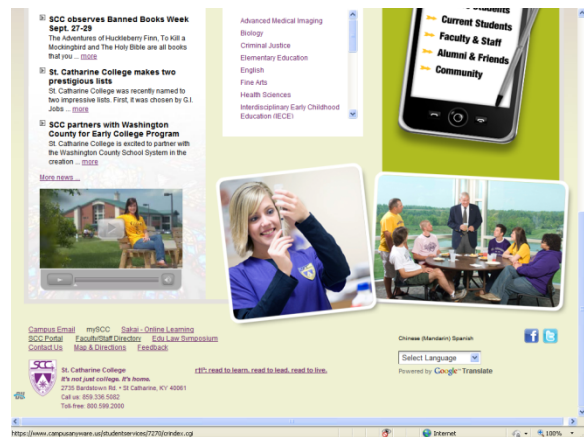 SCC observes Banned Books Week
Sept. 27-29
The Adventures of Huckleberry Finn, To Kill a
Mockingbird and The Holy Bible are all books
that you ... more
St. Catharine College makes two
prestigious lists
St. Catharine College was recently named to
two impressive lists. First, it was chosen by G.I.
Jobs ... more
SCC partners with Washington
County for Early College Program
St. Catharine College is excited to partner with
the Washington County School System in the
creation ... more
More news ...
Advanced Medical Imaging
Biology
Criminal Justice
Elementary Education
English
Fine Arts
Health Sciences
Interdisciplinary Early Childhood
Education (IECE)
Students
Current Students
Faculty & Staff
Alumni & Friends
Community
Campus Email mySCC Sakai - Online Learning
SCC Portal Faculty/Staff Directory Edu Law Symposium
Contact Us Map & Directions Feedback
SCC
St. Catharine College
It's not just college. It's home.
2735 Bardstown Rd. • St Catharine, KY 40061
Call us: 859.336.5082
Toll-free: 800.599.2000
read to learn. read to lead. read to live.
Chinese (Mandarin) Spanish
Select Language
Powered by Google™ Translate
https://www.campusanyware.us/studentservices/7270/crindex.cgi
Internet
100%